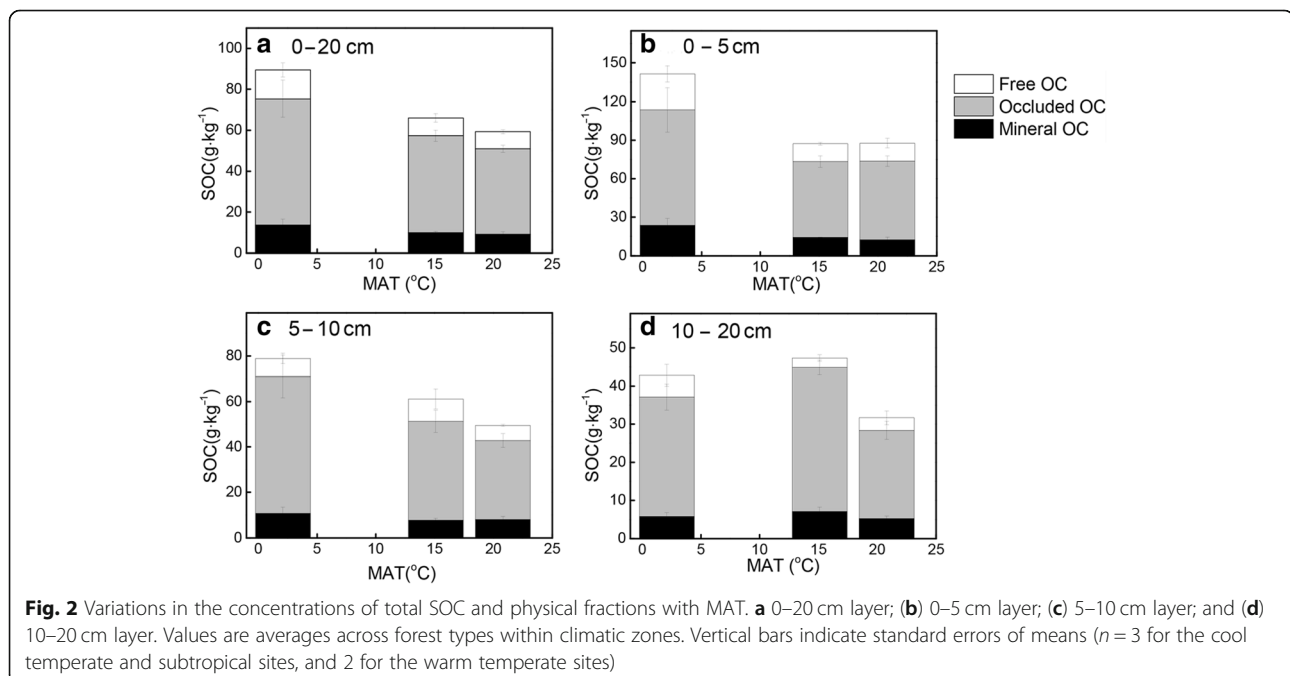 a 0–20 cm
SOC(g·kg⁻¹)
100
80
60
40
20
0
0 5 10 15 20 25
MAT (°C)
b 0 – 5 cm
SOC(g·kg⁻¹)
150
120
90
60
30
0
0 5 10 15 20 25
MAT(°C)
Free OC
Occluded OC
Mineral OC
c 5 – 10 cm
SOC(g·kg⁻¹)
80
60
40
20
0
0 5 10 15 20 25
MAT(°C)
d 10 – 20 cm
SOC(g·kg⁻¹)
50
40
30
20
10
0
0 5 10 15 20 25
MAT (°C)
Fig. 2 Variations in the concentrations of total SOC and physical fractions with MAT. a 0–20 cm layer; (b) 0–5 cm layer; (c) 5–10 cm layer; and (d)
10–20 cm layer. Values are averages across forest types within climatic zones. Vertical bars indicate standard errors of means (n = 3 for the cool
temperate and subtropical sites, and 2 for the warm temperate sites)